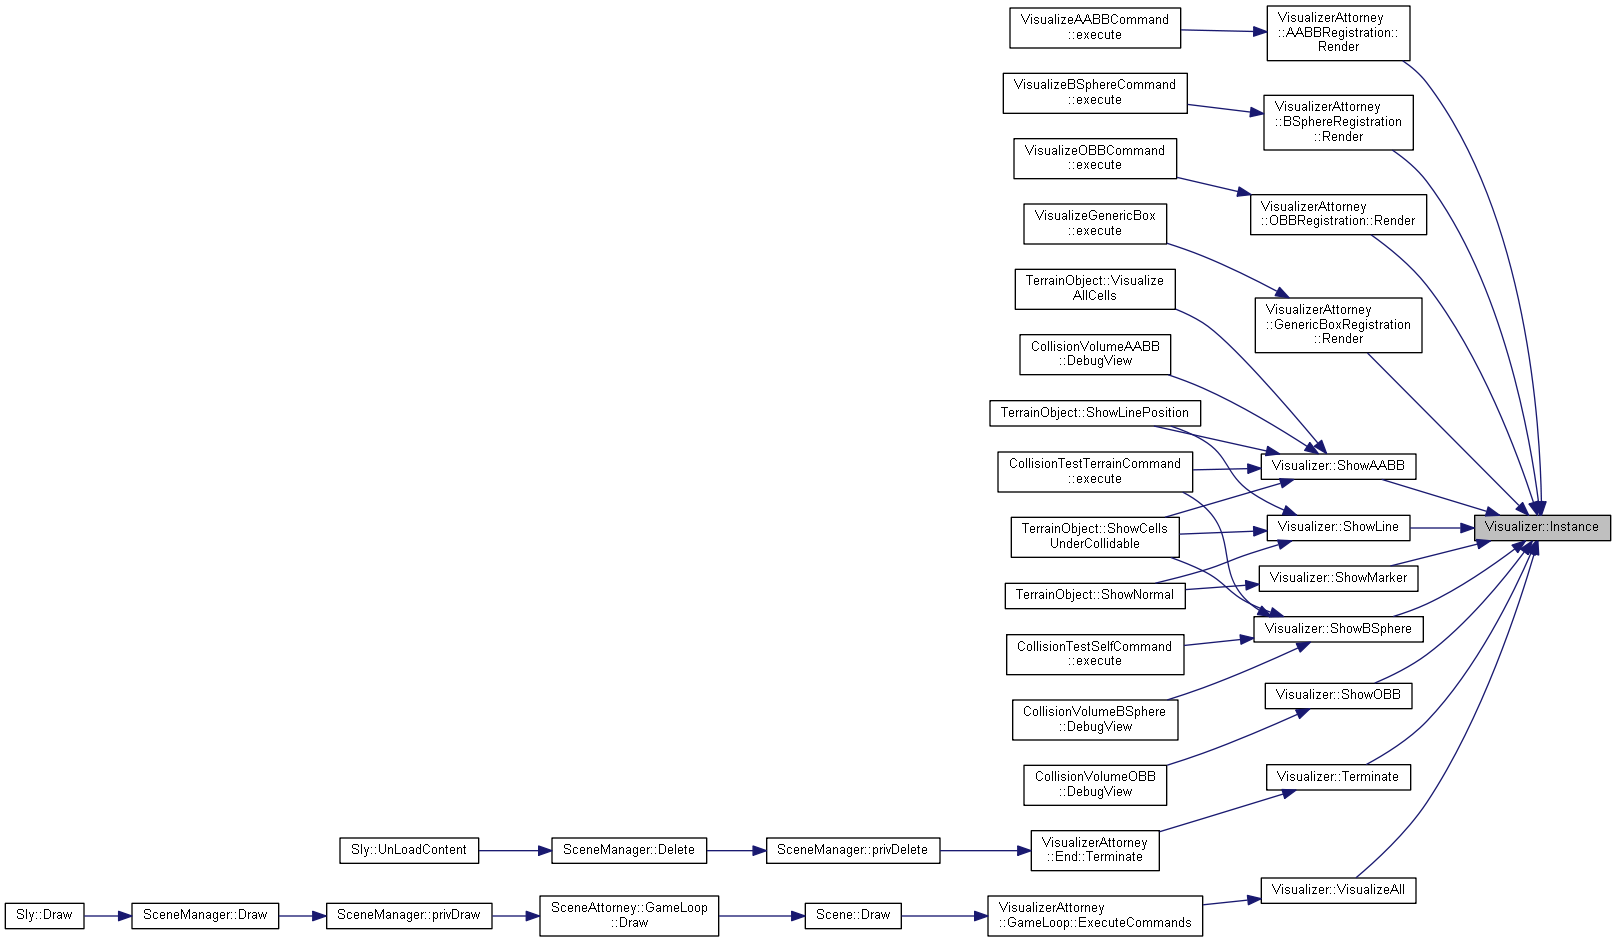 VisualizeAABBCommand
::execute
VisualizerAttorney
::AABBRegistration::
Render
VisualizeBSphereCommand
::execute
VisualizerAttorney
::BSphereRegistration
::Render
VisualizeOBBCommand
::execute
VisualizerAttorney
::OBBRegistration::Render
VisualizeGenericBox
::execute
TerrainObject::Visualize
AllCells
VisualizerAttorney
::GenericBoxRegistration
::Render
CollisionVolumeAABB
::DebugView
TerrainObject::ShowLinePosition
CollisionTestTerrainCommand
::execute
Visualizer::ShowAABB
TerrainObject::ShowCells
UnderCollidable
Visualizer::ShowLine
Visualizer::Instance
TerrainObject::ShowNormal
Visualizer::ShowMarker
CollisionTestSelfCommand
::execute
Visualizer::ShowBSphere
CollisionVolumeBSphere
::DebugView
Visualizer::ShowOBB
CollisionVolumeOBB
::DebugView
Visualizer::Terminate
Sly::UnLoadContent
SceneManager::Delete
SceneManager::privDelete
VisualizerAttorney
::End::Terminate
Visualizer::VisualizeAll
Sly::Draw
SceneManager::Draw
SceneManager::privDraw
SceneAttorney::GameLoop
::Draw
Scene::Draw
VisualizerAttorney
::GameLoop::ExecuteCommands